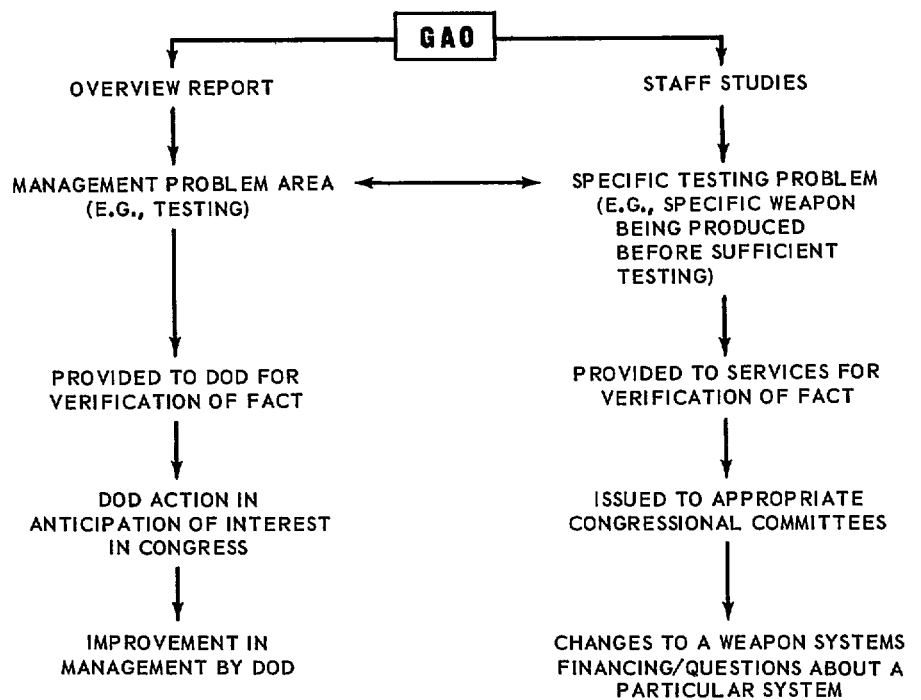 GAO
OVERVIEW REPORT
STAFF STUDIES
MANAGEMENT PROBLEM AREA
(E.G., TESTING)
SPECIFIC TESTING PROBLEM
(E.G., SPECIFIC WEAPON
BEING PRODUCED
BEFORE SUFFICIENT
TESTING)
PROVIDED TO DOD FOR
VERIFICATION OF FACT
PROVIDED TO SERVICES FOR
VERIFICATION OF FACT
DOD ACTION IN
ANTICIPATION OF INTEREST
IN CONGRESS
ISSUED TO APPROPRIATE
CONGRESSIONAL COMMITTEES
IMPROVEMENT IN
MANAGEMENT BY DOD
CHANGES TO A WEAPON SYSTEMS
FINANCING/QUESTIONS ABOUT A
PARTICULAR SYSTEM